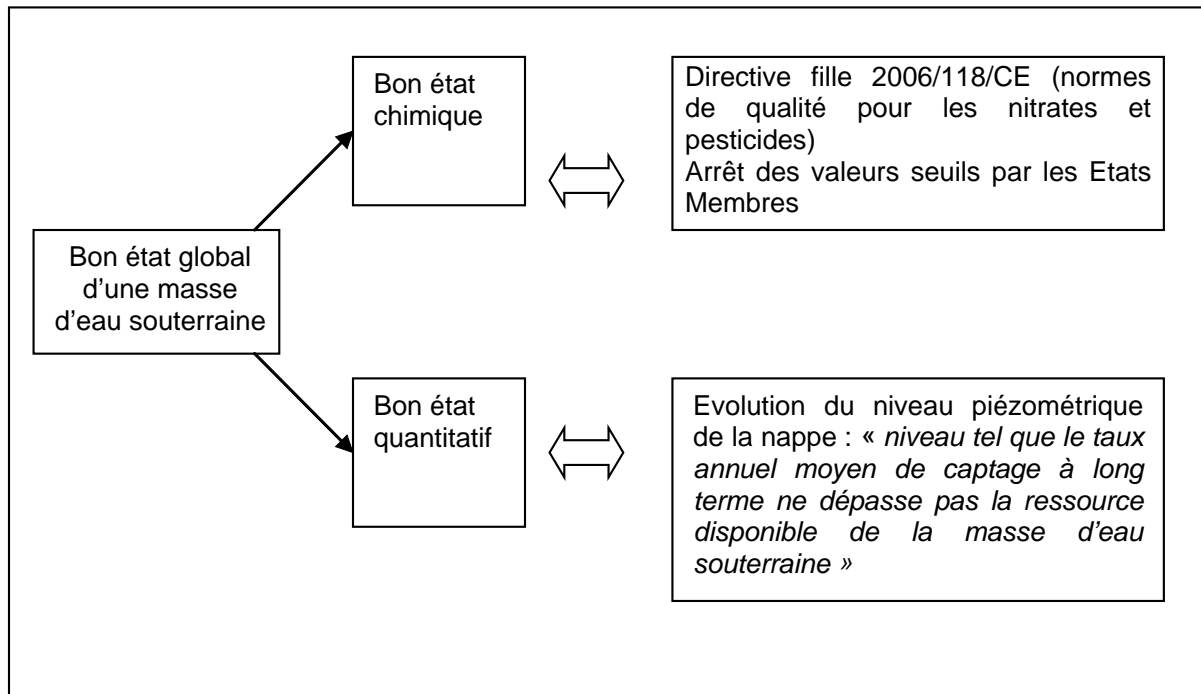 Bon état
chimique
Directive fille 2006/118/CE (normes
de qualité pour les nitrates et
pesticides)
Arrêt des valeurs seuils par les Etats
Membres
Bon état global
d'une masse
d'eau souterraine
Bon état
quantitatif
Evolution du niveau piézométrique
de la nappe : « niveau tel que le taux
annuel moyen de captage à long
terme ne dépasse pas la ressource
disponible de la masse d'eau
souterraine »